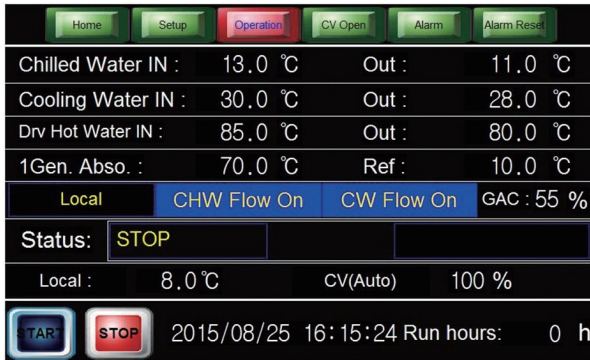 Home Setup Operation CV Open Alarm Alarm Reset
Chilled Water IN : 13.0 ℃ Out : 11.0 ℃
Cooling Water IN : 30.0 ℃ Out : 28.0 ℃
Drv Hot Water IN : 85.0 ℃ Out : 80.0 ℃
1Gen. Abso. : 70.0 ℃ Ref : 10.0 ℃
Local CHW Flow On CW Flow On GAC : 55 %
Status: STOP
Local : 8.0℃ CV(Auto) 100 %
START STOP 2015/08/25 16:15:24 Run hours: 0 h